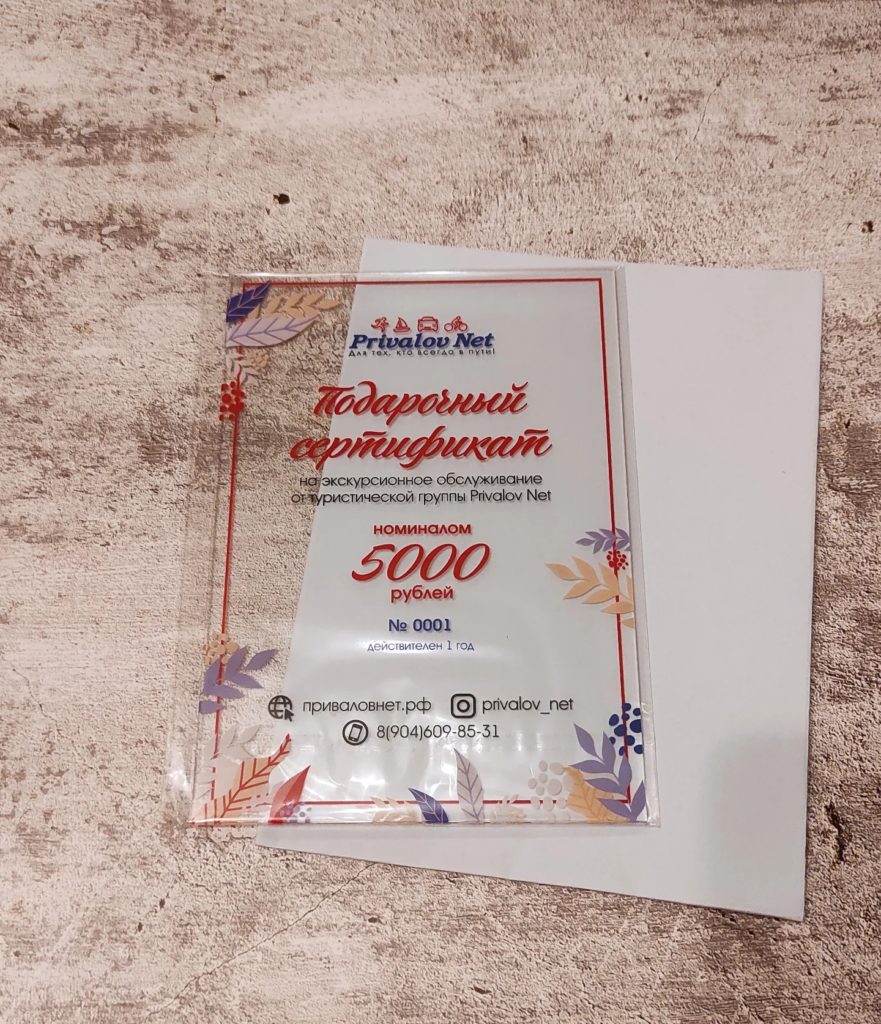 Privalov Net
Для тех, кто всегда в пути!
Подарочный
сертификат
на экскурсионное обслуживание
от туристической группы Privalov Net
номиналом
5000
рублей
№ 0001
действителен 1 год
приваловнет.рф privalov_net
8(904)609-85-31